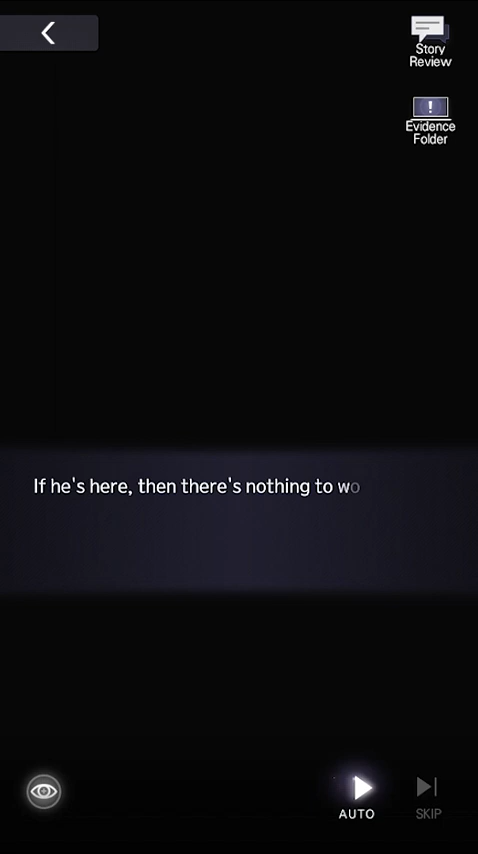 Story
Review
!
Evidence
Folder
If he's here, then there's nothing to wo
AUTO
SKIP